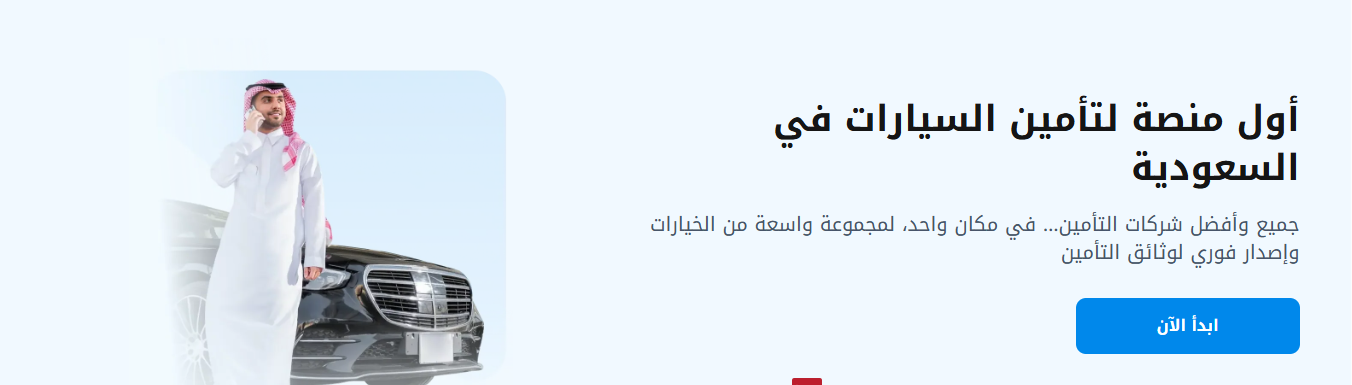 أول منصة لتأمين السيارات في
السعودية
جميع وأفضل شركات التأمين... في مكان واحد، لمجموعة واسعة من الخيارات
وإصدار فوري لوثائق التأمين
ابدأ الآن